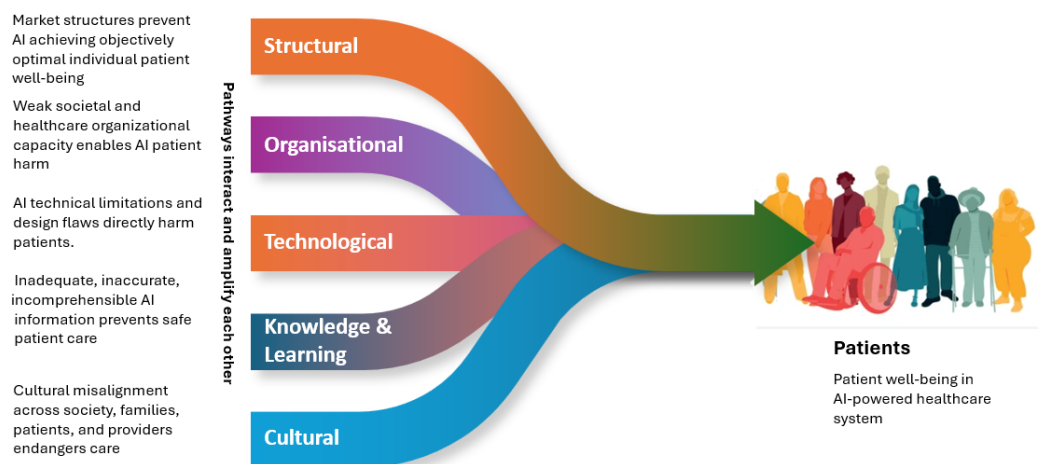 Market structures prevent
AI achieving objectively
optimal individual patient
well-being
Weak societal and
healthcare organizational
capacity enables AI patient
harm
AI technical limitations and
design flaws directly harm
patients.
Inadequate, inaccurate,
incomprehensible AI
information prevents safe
patient care
Cultural misalignment
across society, families,
patients, and providers
endangers care
Pathways interact and amplify each other
Structural
Organisational
Technological
Knowledge &
Learning
Cultural
Patients
Patient well-being in
AI-powered healthcare
system